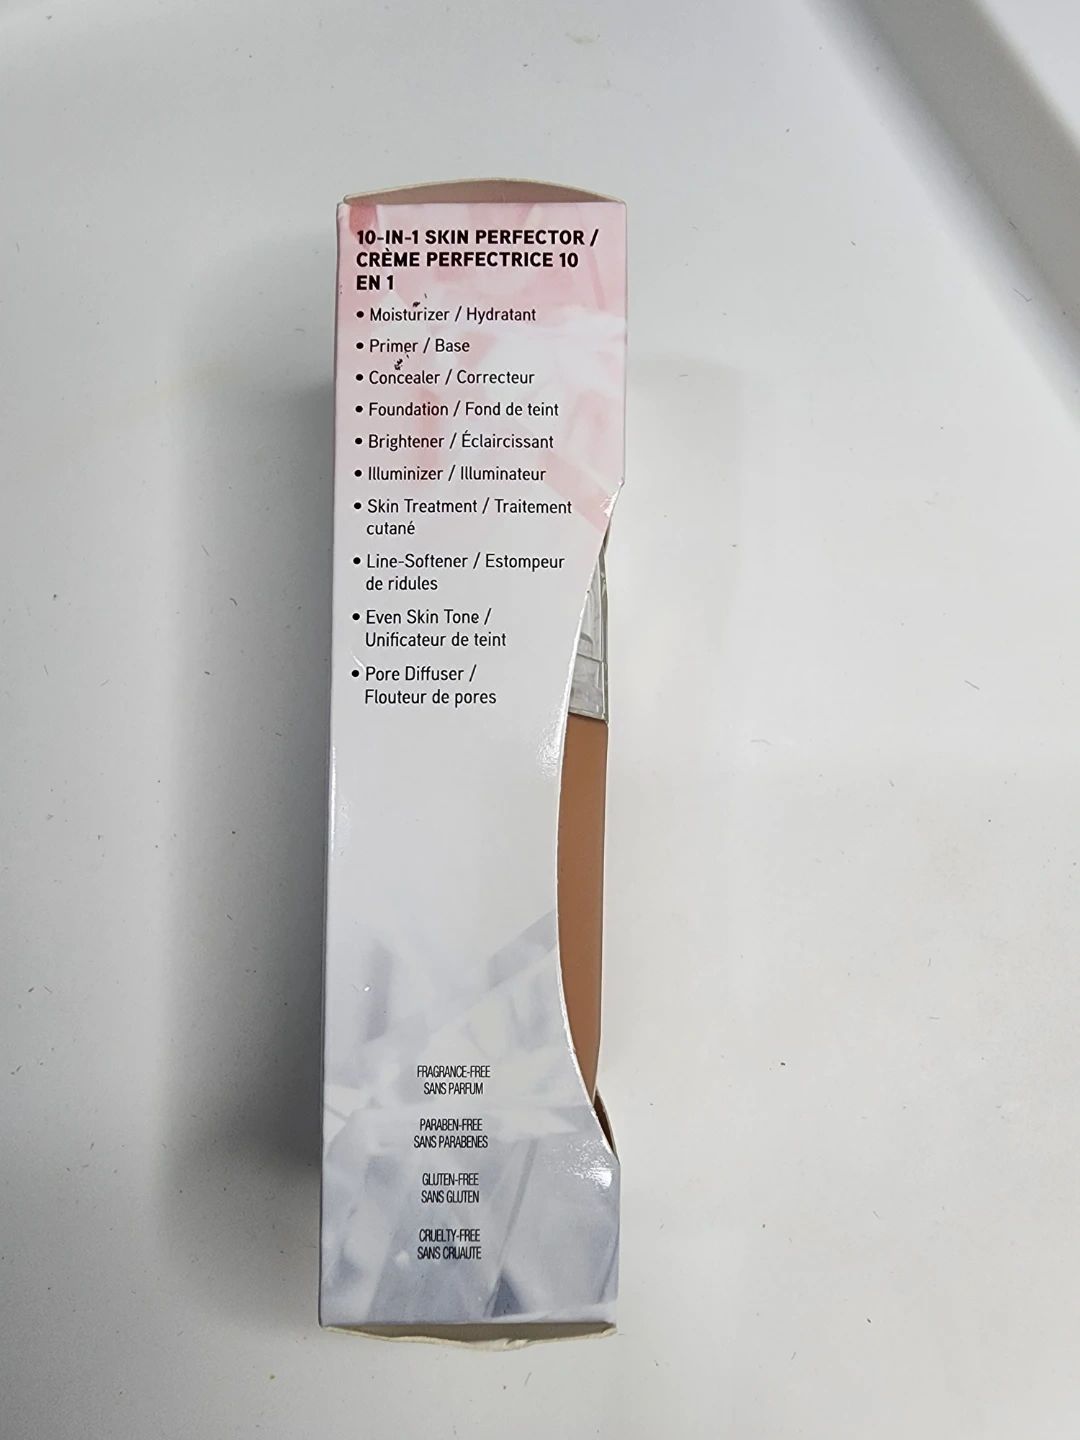 10-IN-1 SKIN PERFECTOR /
CRÈME PERFECTRICE 10
EN 1
• Moisturizer / Hydratant
• Primer / Base
• Concealer / Correcteur
• Foundation / Fond de teint
• Brightener / Éclaircissant
• Illuminizer / Illuminateur
• Skin Treatment / Traitement
cutané
• Line-Softener / Estompeur
de ridules
• Even Skin Tone /
Unificateur de teint
• Pore Diffuser /
Flouteur de pores
FRAGRANCE-FREE
SANS PARFUM
PARABEN-FREE
SANS PARABENES
GLUTEN-FREE
SANS GLUTEN
CRUELTY-FREE
SANS CRUAUTE